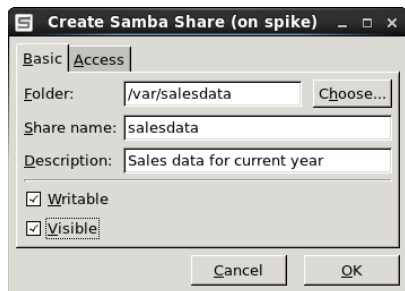 Create Samba Share (on spike)
Basic Access
Folder: /var/salesdata Choose...
Share name: salesdata
Description: Sales data for current year
Writable
Visible
Cancel OK